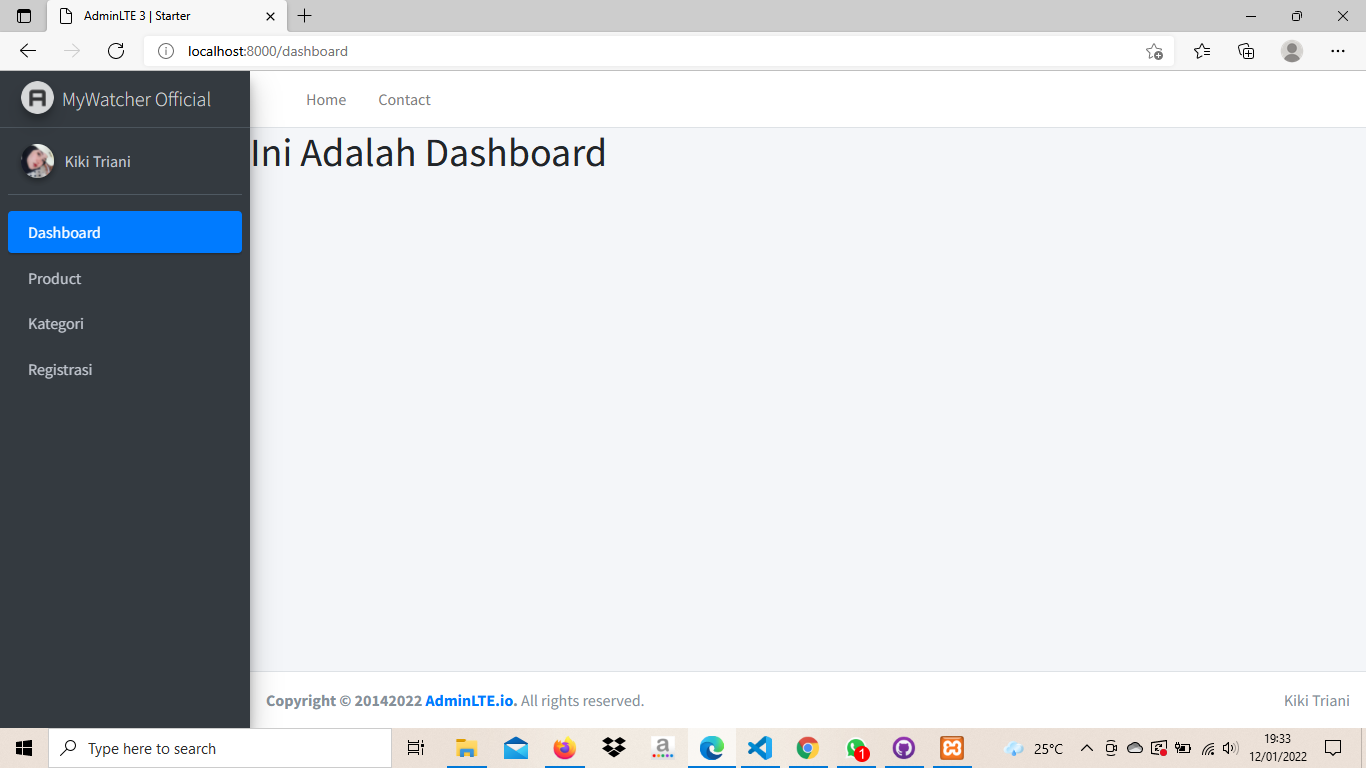 AdminLTE 3 | Starter
localhost:8000/dashboard
MyWatcher Official
Home Contact
Ini Adalah Dashboard
Kiki Triani
Dashboard
Product
Kategori
Registrasi
Copyright © 20142022 AdminLTE.io. All rights reserved. Kiki Triani
Type here to search
a
1
25°C
19:33
12/01/2022